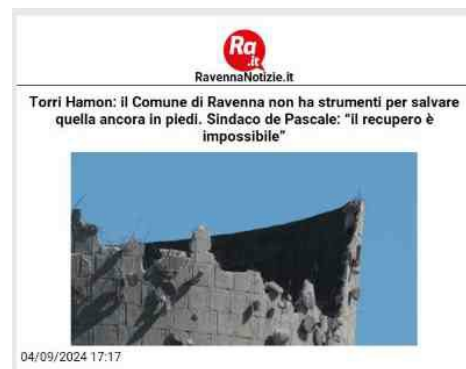 Ra
.it
RavennaNotizie.it
Torri Hamon: il Comune di Ravenna non ha strumenti per salvare
quella ancora in piedi. Sindaco de Pascale: “il recupero è
impossibile”
04/09/2024 17:17